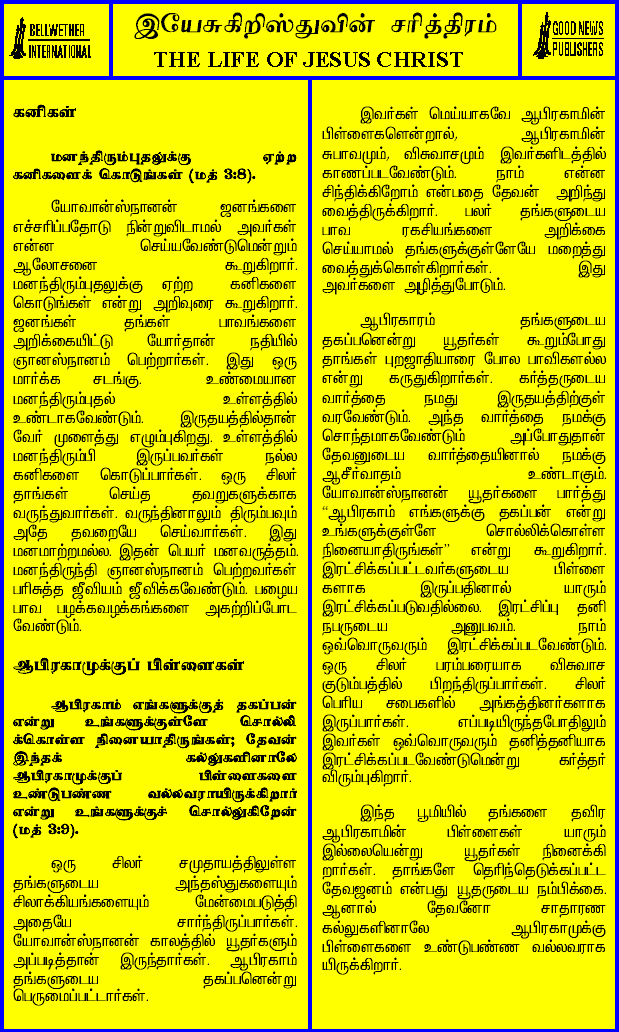 BELLWETHER
INTERNATIONAL
இயேசுகிறிஸ்துவின் சரித்திரம்
THE LIFE OF JESUS CHRIST
GOOD NEWS
PUBLISHERS
கனிகள்
மனந்திரும்புதலுக்கு ஏற்ற
கனிகளைக் கொடுங்கள் (மத் 3:8).
யோவான்ஸ்நானன் ஜனங்களை
எச்சரிப்பதோடு நின்றுவிடாமல் அவர்கள்
என்ன செய்யவேண்டுமென்றும்
ஆலோசனை கூறுகிறார்.
மனந்திரும்புதலுக்கு ஏற்ற கனிகளை
கொடுங்கள் என்று அறிவுரை கூறுகிறார்.
ஜனங்கள் தங்கள் பாவங்களை
அறிக்கையிட்டு யோர்தான் நதியில்
ஞானஸ்நானம் பெற்றார்கள். இது ஒரு
மார்க்க சடங்கு. உண்மையான
மனந்திரும்புதல் உள்ளத்தில்
உண்டாகவேண்டும். இருதயத்தில்தான்
வேர் முளைத்து எழும்புகிறது. உள்ளத்தில்
மனந்திரும்பி இருப்பவர்கள் நல்ல
கனிகளை கொடுப்பார்கள். ஒரு சிலர்
தாங்கள் செய்த தவறுகளுக்காக
வருந்துவார்கள். வருந்தினாலும் திரும்பவும்
அதே தவறையே செய்வார்கள். இது
மனமாற்றமல்ல. இதன் பெயர் மனவருத்தம்.
மனந்திருந்தி ஞானஸ்நானம் பெற்றவர்கள்
பரிசுத்த ஜீவியம் ஜீவிக்கவேண்டும். பழைய
பாவ பழக்கவழக்கங்களை அகற்றிப்போட
வேண்டும்.
ஆபிரகாமுக்குப் பிள்ளைகள்
ஆபிரகாம் எங்களுக்குத் தகப்பன்
என்று உங்களுக்குள்ளே சொல்லி
க்கொள்ள நினையாதிருங்கள்; தேவன்
இந்தக் கல்லுகளினாலே
ஆபிரகாமுக்குப் பிள்ளைகளை
உண்டுபண்ண வல்லவராயிருக்கிறார்
என்று உங்களுக்குச் சொல்லுகிறேன்
(மத் 3:9).
ஒரு சிலர் சமுதாயத்திலுள்ள
தங்களுடைய அந்தஸ்துகளையும்
சிலாக்கியங்களையும் மேன்மைபடுத்தி
அதையே சார்ந்திருப்பார்கள்.
யோவான்ஸ்நானன் காலத்தில் யூதர்களும்
அப்படித்தான் இருந்தார்கள். ஆபிரகாம்
தங்களுடைய தகப்பனென்று
பெருமைப்பட்டார்கள்.
இவர்கள் மெய்யாகவே ஆபிரகாமின்
பிள்ளைகளென்றால், ஆபிரகாமின்
சுபாவமும், விசுவாசமும் இவர்களிடத்தில்
காணப்படவேண்டும். நாம் என்ன
சிந்திக்கிறோம் என்பதை தேவன் அறிந்து
வைத்திருக்கிறார். பலர் தங்களுடைய
பாவ ரகசியங்களை அறிக்கை
செய்யாமல் தங்களுக்குள்ளேயே மறைத்து
வைத்துக்கொள்கிறார்கள். இது
அவர்களை அழித்துபோடும்.
ஆபிரகாரம் தங்களுடைய
தகப்பனென்று யூதர்கள் கூறும்போது
தாங்கள் புறஜாதியாரை போல பாவிகளல்ல
என்று கருதுகிறார்கள். கர்த்தருடைய
வார்த்தை நமது இருதயத்திற்குள்
வரவேண்டும். அந்த வார்த்தை நமக்கு
சொந்தமாகவேண்டும் அப்போதுதான்
தேவனுடைய வார்த்தையினால் நமக்கு
ஆசீர்வாதம் உண்டாகும்.
யோவான்ஸ்நானன் யூதர்களை பார்த்து
“ஆபிரகாம் எங்களுக்கு தகப்பன் என்று
உங்களுக்குள்ளே சொல்லிக்கொள்ள
நினையாதிருங்கள்” என்று கூறுகிறார்.
இரட்சிக்கப்பட்டவர்களுடைய பிள்ளை
களாக இருப்பதினால் யாரும்
இரட்சிக்கப்படுவதில்லை. இரட்சிப்பு தனி
நபருடைய அனுபவம். நாம்
ஒவ்வொருவரும் இரட்சிக்கப்படவேண்டும்.
ஒரு சிலர் பரம்பரையாக விசுவாச
குடும்பத்தில் பிறந்திருப்பார்கள். சிலர்
பெரிய சபைகளில் அங்கத்தினர்களாக
இருப்பார்கள். எப்படியிருந்தபோதிலும்
இவர்கள் ஒவ்வொருவரும் தனித்தனியாக
இரட்சிக்கப்படவேண்டுமென்று கர்த்தர்
விரும்புகிறார்.
இந்த பூமியில் தங்களை தவிர
ஆபிரகாமின் பிள்ளைகள் யாரும்
இல்லையென்று யூதர்கள் நினைக்கி
றார்கள். தாங்களே தெரிந்தெடுக்கப்பட்ட
தேவஜனம் என்பது யூதருடைய நம்பிக்கை.
ஆனால் தேவனோ சாதாரண
கல்லுகளினாலே ஆபிரகாமுக்கு
பிள்ளைகளை உண்டுபண்ண வல்லவராக
யிருக்கிறார்.